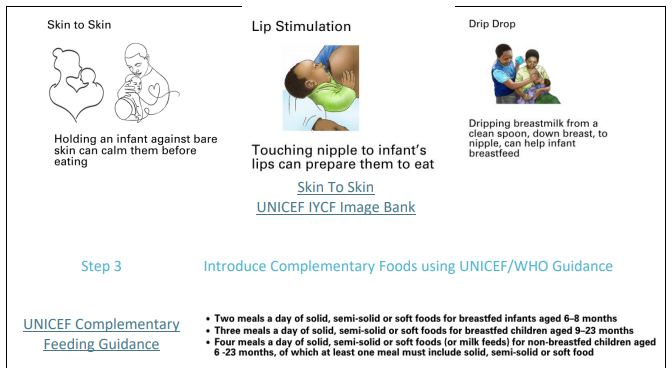 Skin to Skin
Holding an infant against bare
skin can calm them before
eating
Lip Stimulation
Touching nipple to infant's
lips can prepare them to eat
Drip Drop
Dripping breastmilk from a
clean spoon, down breast, to
nipple, can help infant
breastfeed
Skin To Skin
UNICEF IYCF Image Bank
Step 3
Introduce Complementary Foods using UNICEF/WHO Guidance
UNICEF Complementary
Feeding Guidance
• Two meals a day of solid, semi-solid or soft foods for breastfed infants aged 6–8 months
• Three meals a day of solid, semi-solid or soft foods for breastfed children aged 9–23 months
• Four meals a day of solid, semi-solid or soft foods (or milk feeds) for non-breastfed children aged
6 -23 months, of which at least one meal must include solid, semi-solid or soft food